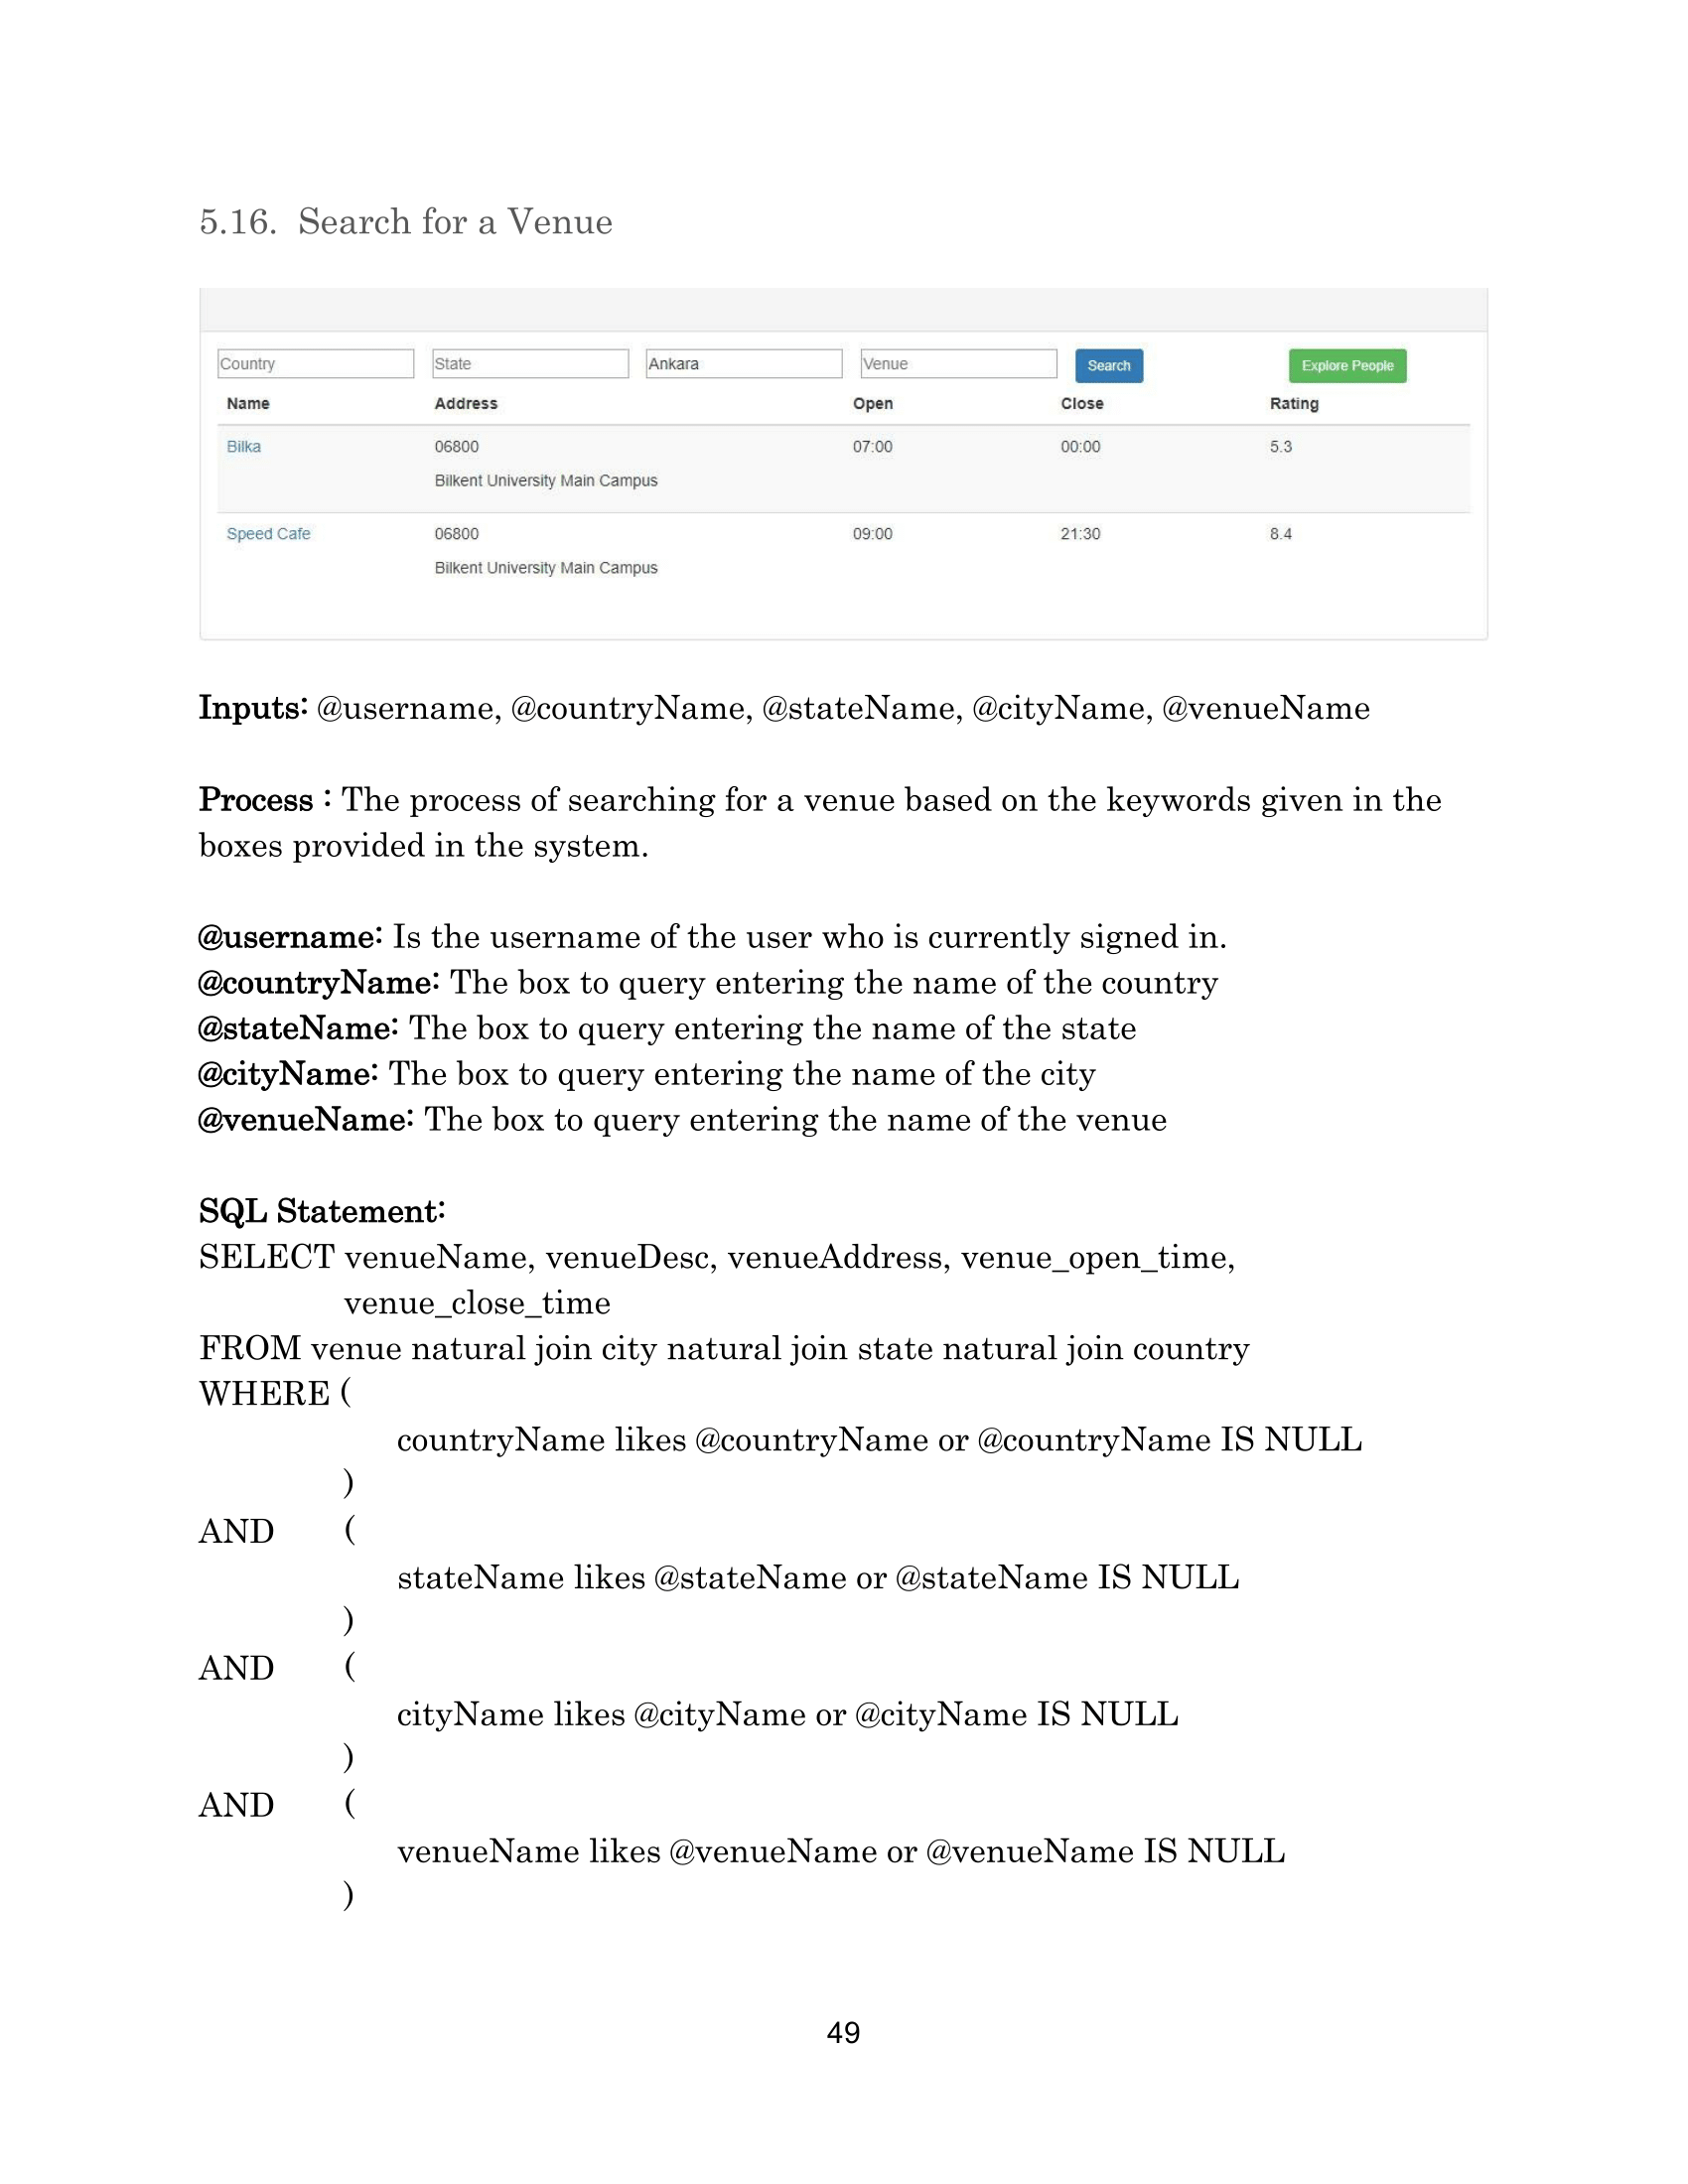 5.16. Search for a Venue
Country State Ankara Venue Search Explore People
Name Address Open Close Rating
Bilka 06800 07:00 00:00 5.3
Bilkent University Main Campus
Speed Cafe 06800 09:00 21:30 8.4
Bilkent University Main Campus
Inputs: @username, @countryName, @stateName, @cityName, @venueName
Process : The process of searching for a venue based on the keywords given in the
boxes provided in the system.
@username: Is the username of the user who is currently signed in.
@countryName: The box to query entering the name of the country
@stateName: The box to query entering the name of the state
@cityName: The box to query entering the name of the city
@venueName: The box to query entering the name of the venue
SQL Statement:
SELECT venueName, venueDesc, venueAddress, venue_open_time,
venue_close_time
FROM venue natural join city natural join state natural join country
WHERE (
countryName likes @countryName or @countryName IS NULL
)
AND (
stateName likes @stateName or @stateName IS NULL
)
AND (
cityName likes @cityName or @cityName IS NULL
)
AND (
venueName likes @venueName or @venueName IS NULL
)
49